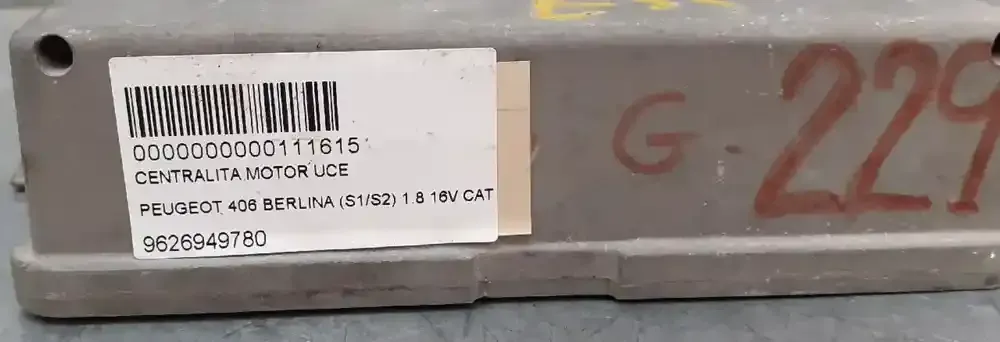 0000000000111615
CENTRALITA MOTOR UCE
PEUGEOT 406 BERLINA (S1/S2) 1.8 16V CAT
9626949780
G-229